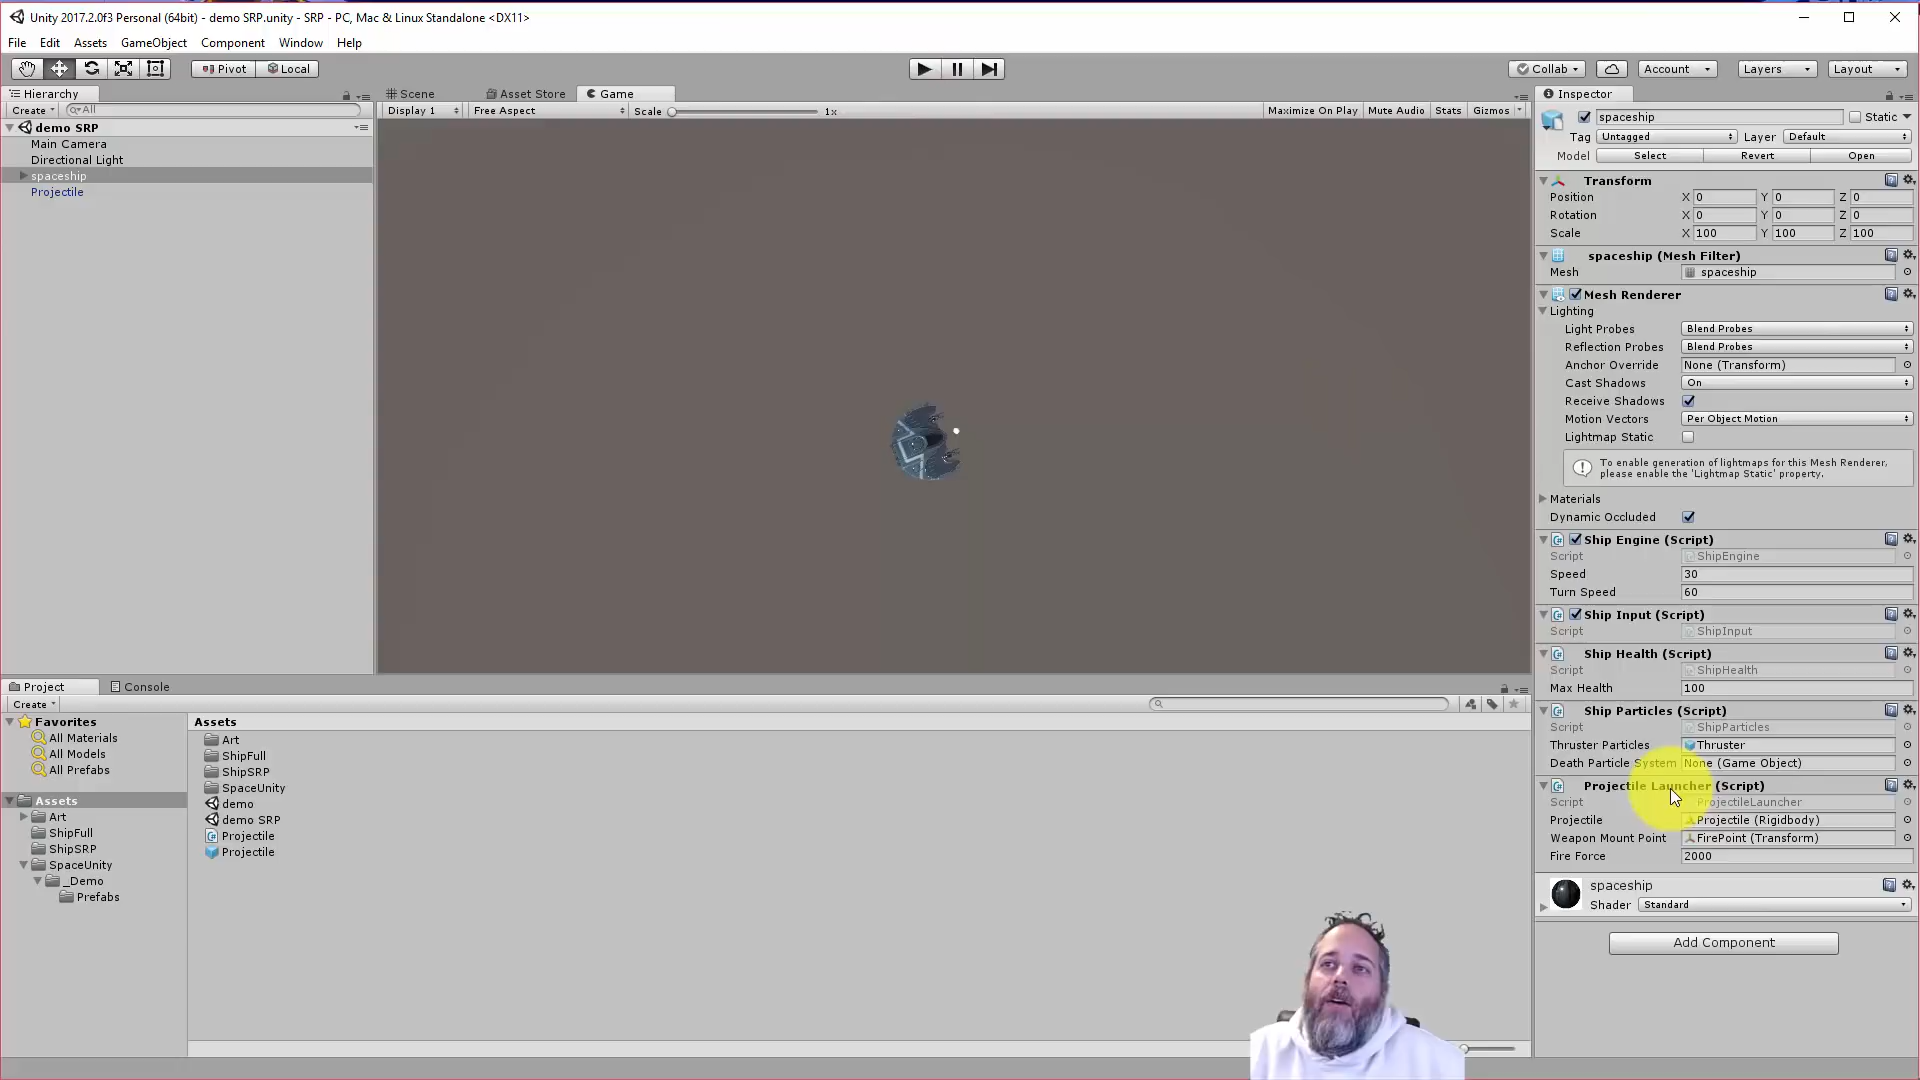 Unity 2017.2.0f3 Personal (64bit) - demo SRP.unity - SRP - PC, Mac & Linux Standalone <DX11>
File Edit Assets GameObject Component Window Help
Pivot Local Collab Account Layers Layout
Hierarchy
Create All
demo SRP
Main Camera
Directional Light
spaceship
Projectile
Scene Asset Store Game
Display 1 Free Aspect Scale 1x Maximize On Play Mute Audio Stats Gizmos
Project Console
Create
Favorites
All Materials
All Models
All Prefabs
Assets
Art
ShipFull
ShipSRP
SpaceUnity
_Demo
Prefabs
Assets
Art
ShipFull
ShipSRP
SpaceUnity
demo
demo SRP
Projectile
Projectile
Inspector
spaceship Static
Tag Untagged Layer Default
Model Select Revert Open
Transform
Position X 0 Y 0 Z 0
Rotation X 0 Y 0 Z 0
Scale X 100 Y 100 Z 100
spaceship (Mesh Filter)
Mesh spaceship
Mesh Renderer
Lighting
Light Probes Blend Probes
Reflection Probes Blend Probes
Anchor Override None (Transform)
Cast Shadows On
Receive Shadows
Motion Vectors Per Object Motion
Lightmap Static
To enable generation of lightmaps for this Mesh Renderer,
please enable the 'Lightmap Static' property.
Materials
Dynamic Occluded
Ship Engine (Script)
Script ShipEngine
Speed 30
Turn Speed 60
Ship Input (Script)
Script ShipInput
Ship Health (Script)
Script ShipHealth
Max Health 100
Ship Particles (Script)
Script ShipParticles
Thruster Particles Thruster
Death Particle System None (Game Object)
Projectile Launcher (Script)
Script ProjectileLauncher
Projectile Projectile (Rigidbody)
Weapon Mount Point FirePoint (Transform)
Fire Force 2000
spaceship
Shader Standard
Add Component